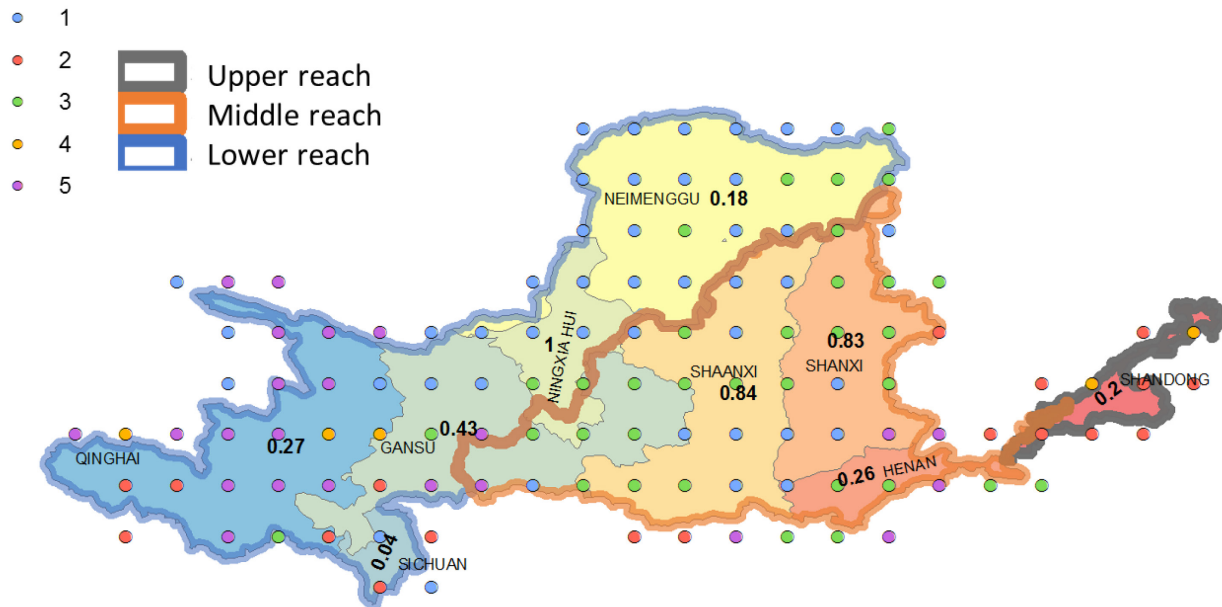 1
2
3
4
5
Upper reach
Middle reach
Lower reach
NEIMENGGU 0.18
NINGXIA HUI
1
SHAANXI
0.84
0.83
SHANXI
SHANDONG
0.2
QINGHAI
0.27
GANSU
0.43
0.26 HENAN
0.04
SICHUAN